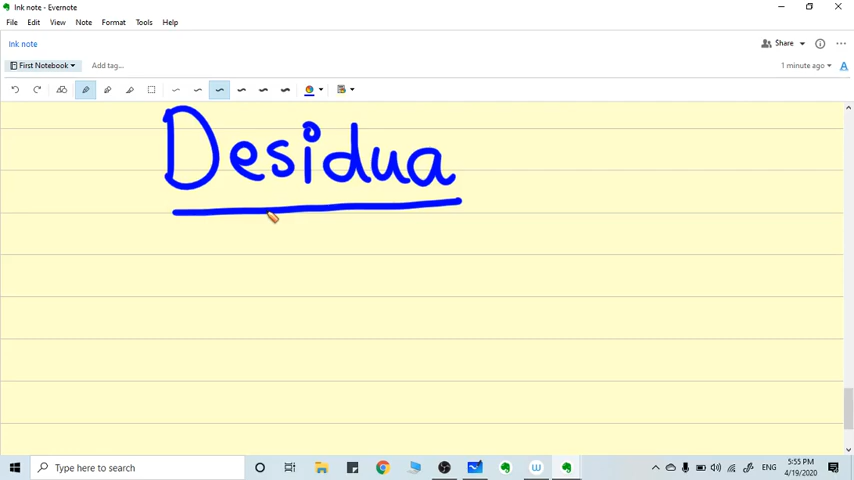 Ink note - Evernote
File Edit View Note Format Tools Help
Ink note Share
First Notebook Add tag... 1 minute ago A
Desidua
Type here to search W ENG 5:55 PM
4/19/2020